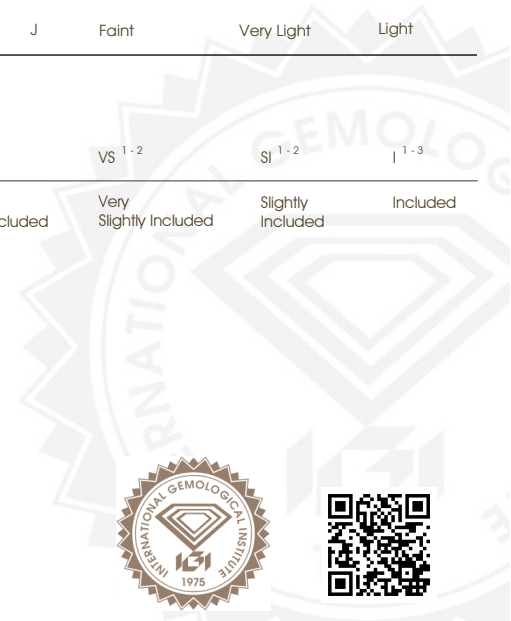 J Faint Very Light Light
VS 1 - 2 SI 1 - 2 I 1 - 3
Very Slightly Included
cluded Slightly Included Included
INTERNATIONAL GEMOLOGICAL INSTITUTE
IGI
1975